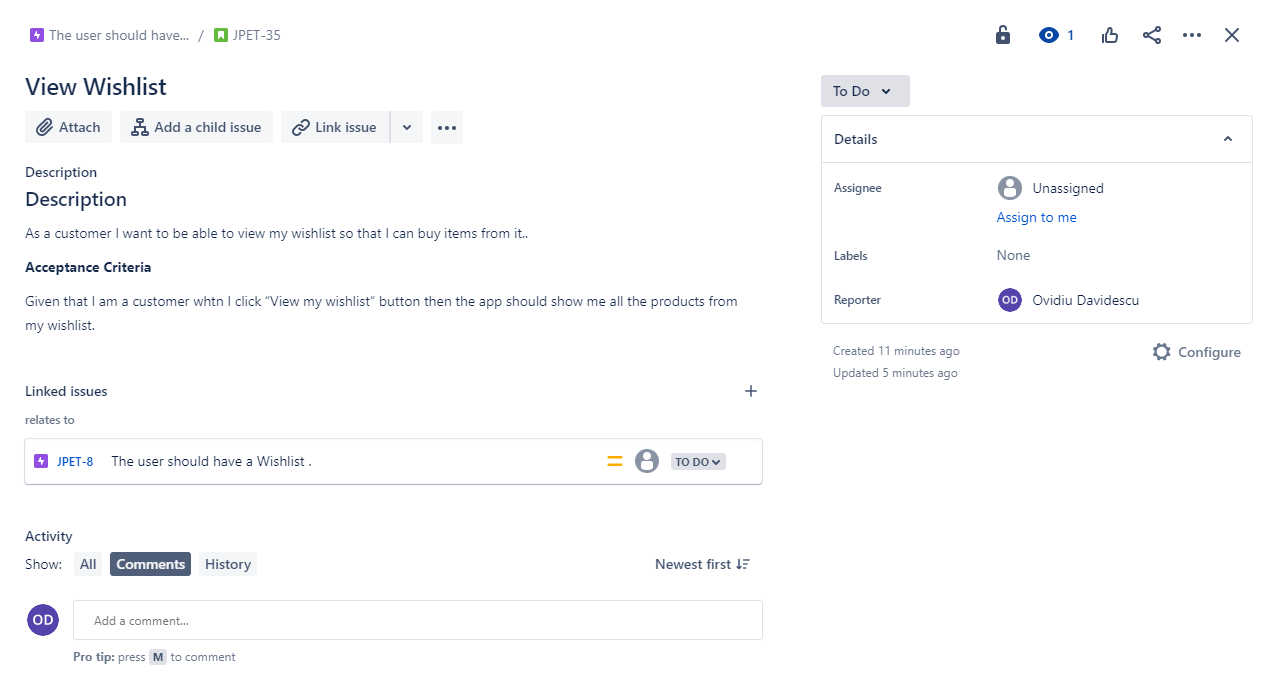 The user should have... / JPET-35
1
View Wishlist
To Do
Attach
Add a child issue
Link issue
Details
Description
Description
Assignee
Unassigned
Assign to me
As a customer I want to be able to view my wishlist so that I can buy items from it..
Labels
None
Acceptance Criteria
Reporter
OD Ovidiu Davidescu
Given that I am a customer whtn I click “View my wishlist” button then the app should show me all the products from
my wishlist.
Created 11 minutes ago
Configure
Updated 5 minutes ago
Linked issues
relates to
JPET-8 The user should have a Wishlist . TO DO
Activity
Show: All Comments History Newest first
OD Add a comment...
Pro tip: press M to comment